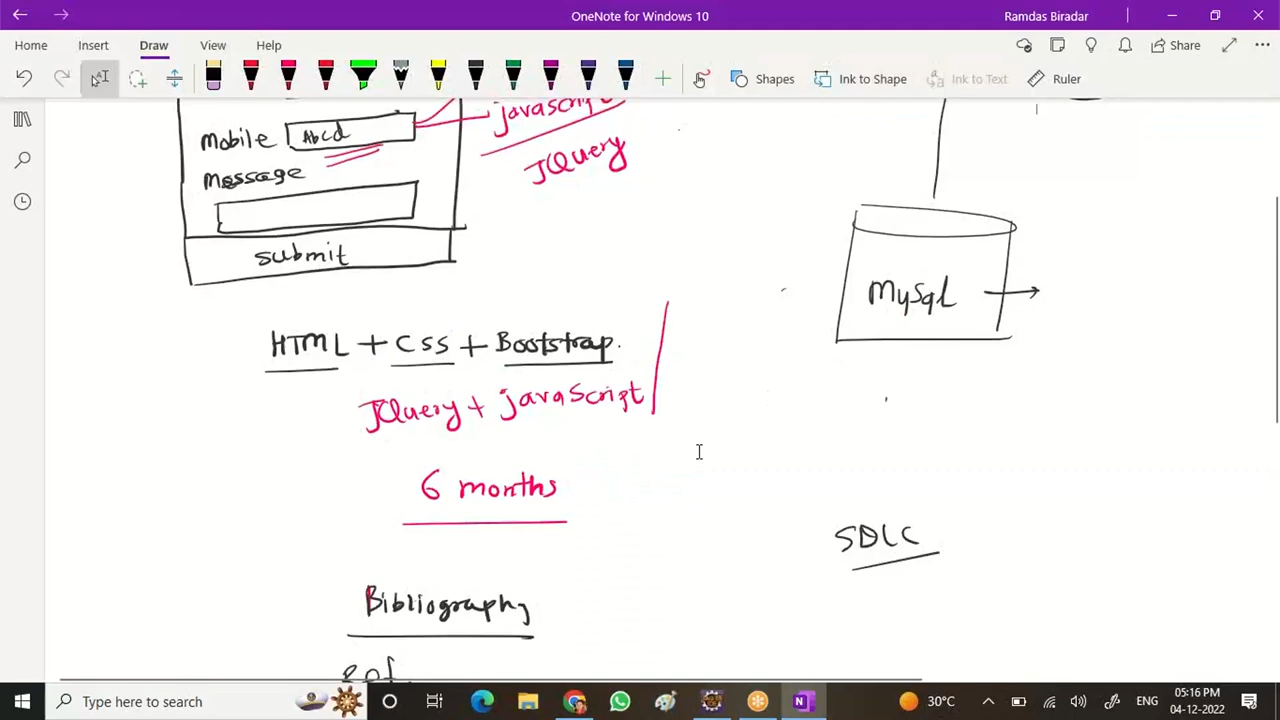 OneNote for Windows 10
Ramdas Biradar
Home Insert Draw View Help
Share
Shapes Ink to Shape Ink to Text Ruler
javascript
JQuery
Mobile Abcd
Message
submit
MySql
HTML + CSS + Bootstrap.
JQuery + javaScript
6 months
SDLC
Bibliography
Type here to search
30°C
ENG
05:16 PM
04-12-2022